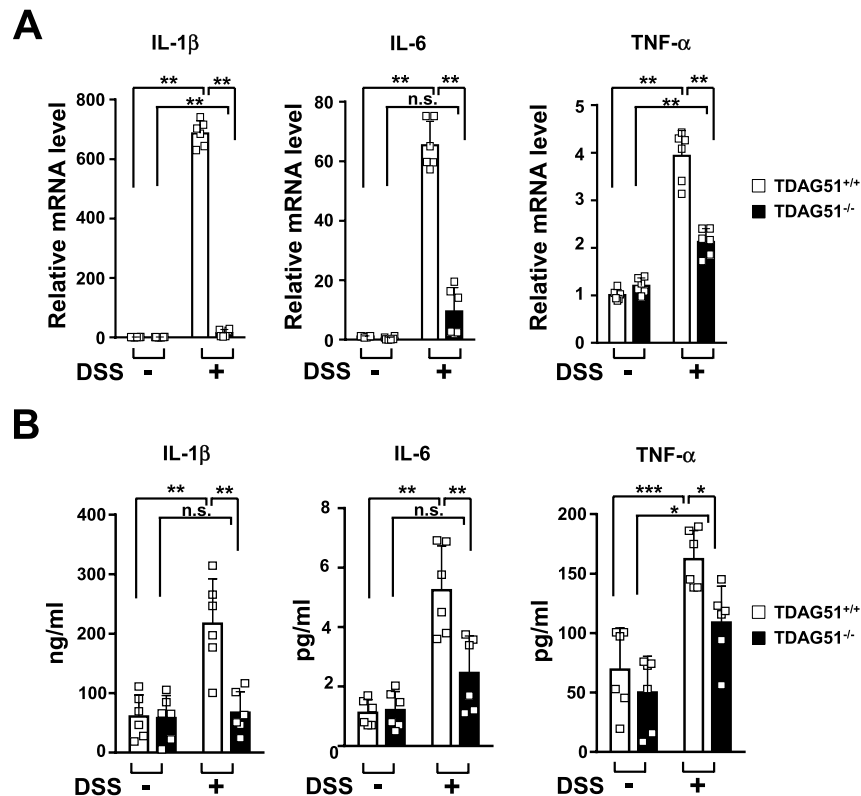 A
IL-1β IL-6 TNF-α
** ** ** ** ** **
** n.s. **
Relative mRNA level
800
600
400
200
0
Relative mRNA level
80
60
40
20
0
Relative mRNA level
5
4
3
2
1
0
TDAG51+/+
TDAG51-/-
DSS - + DSS - + DSS - +
B
IL-1β IL-6 TNF-α
** ** ** ** *** *
n.s. n.s. *
ng/ml
400
300
200
100
0
pg/ml
8
6
4
2
0
pg/ml
200
150
100
50
0
TDAG51+/+
TDAG51-/-
DSS - + DSS - + DSS - +